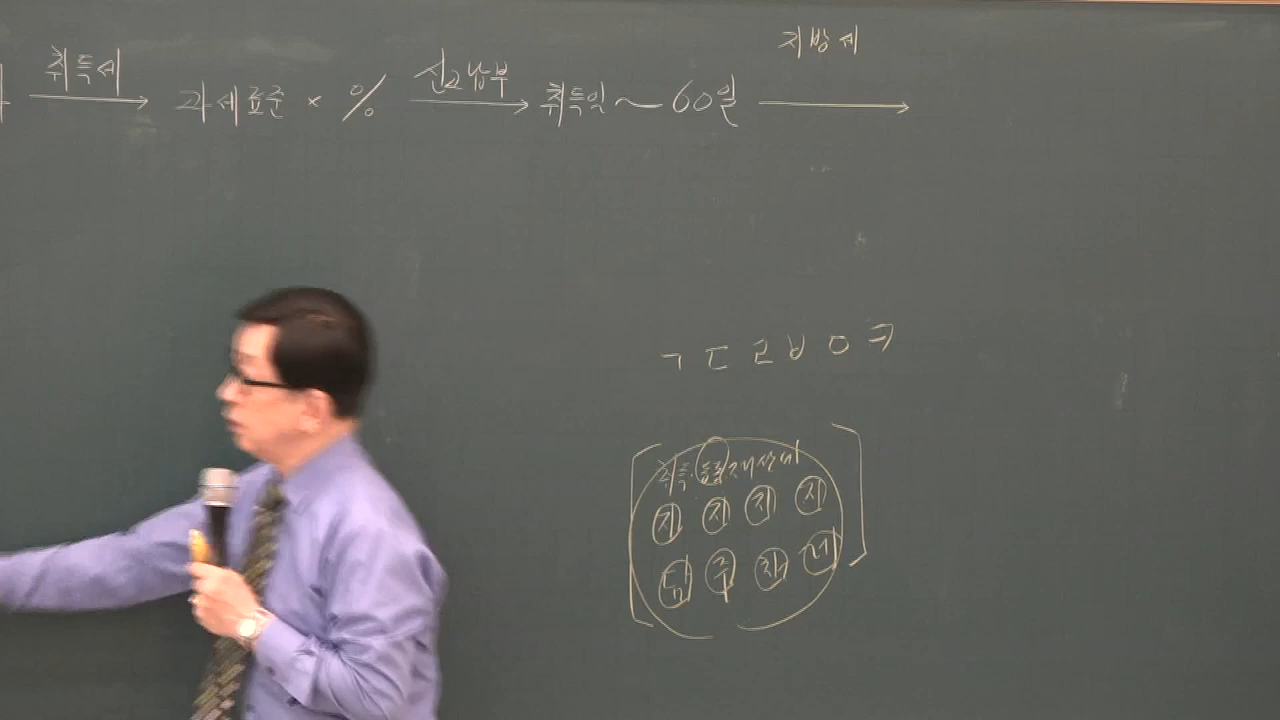 취득세 신고납부 지방세
과세표준 × % 취득일 ~ 60일
ㄱ ㄷ ㄹ ㅂ ㅇ ㅋ
취득·등록 재산세
지 지 지 지
담 주 자 레